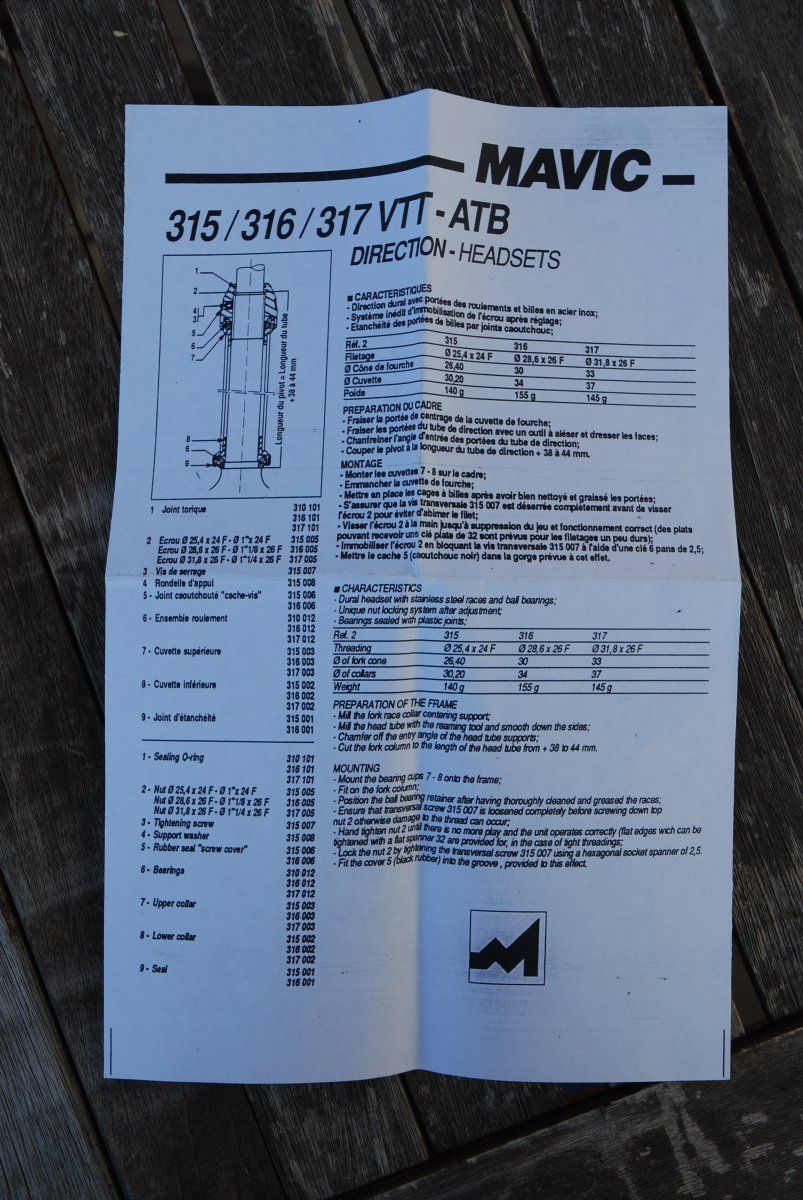 MAVIC
315 / 316 / 317 VTT - ATB
DIRECTION - HEADSETS
1
2
4
3
5
6
7
8
6
9
Longueur du pivot = Longueur du tube
+ 38 à 44 mm
■ CARACTERISTIQUES
- Direction dural avec portées des roulements et billes en acier inox;
- Système inédit d'immobilisation de l'écrou après réglage;
- Etanchéité des portées de billes par joints caoutchouc;
Réf. 2 315 316 317
Filetage Ø 25,4 x 24 F Ø 28,6 x 26 F Ø 31,8 x 26 F
Ø Cône de fourche 26,40 30 33
Ø Cuvette 30,20 34 37
Poids 140 g 155 g 145 g
PREPARATION DU CADRE
- Fraiser la portée de centrage de la cuvette de fourche;
- Fraiser les portées du tube de direction avec un outil à aléser et dresser les faces;
- Chanfreiner l'angle d'entrée des portées du tube de direction;
- Couper le pivot à la longueur du tube de direction + 38 à 44 mm.
MONTAGE
- Monter les cuvettes 7 - 8 sur le cadre;
- Emmancher la cuvette de fourche;
- Mettre en place les cages à billes après avoir bien nettoyé et graissé les portées;
- S'assurer que la vis transversale 315 007 est déserrée complètement avant de visser
l'écrou 2 pour éviter d'abimer le filet;
- Visser l'écrou 2 à la main jusqu'à suppression du jeu et fonctionnement correct (des plats
pouvant recevoir une clé plate de 32 sont prévus pour les filetages un peu durs);
- Immobiliser l'écrou 2 en bloquant la vis transversale 315 007 à l'aide d'une clé 6 pans de 2,5;
- Mettre le cache 5 (caoutchouc noir) dans la gorge prévue à cet effet.
1 Joint torique 310 101
316 101
317 101
2 Ecrou Ø 25,4 x 24 F - Ø 1"x 24 F 315 005
Ecrou Ø 28,6 x 26 F - Ø 1"1/8 x 26 F 316 005
Ecrou Ø 31,8 x 26 F - Ø 1"1/4 x 26 F 317 005
3 Vis de serrage 315 007
4 Rondelle d'appui 315 008
5 - Joint caoutchouté "cache-vis" 315 006
316 006
6 - Ensemble roulement 310 012
316 012
317 012
7 - Cuvette supérieure 315 003
316 003
317 003
8 - Cuvette inférieure 315 002
316 002
317 002
9 - Joint d'étanchéité 315 001
316 001
■ CHARACTERISTICS
- Dural headset with stainless steel races and ball bearings;
- Unique nut locking system after adjustment;
- Bearings sealed with plastic joints;
Ref. 2 315 316 317
Threading Ø 25,4 x 24 F Ø 28,6 x 26 F Ø 31,8 x 26 F
Ø of fork cone 26,40 30 33
Ø of collars 30,20 34 37
Weight 140 g 155 g 145 g
PREPARATION OF THE FRAME
- Mill the fork race collar centering support;
- Mill the head tube with the reaming tool and smooth down the sides;
- Chamfer off the entry angle of the head tube supports;
- Cut the fork column to the length of the head tube from + 38 to 44 mm.
MOUNTING
- Mount the bearing cups 7 - 8 onto the frame;
- Fit on the fork column;
- Position the ball bearing retainer after having thoroughly cleaned and greased the races;
- Ensure that transversal screw 315 007 is loosened completely before screwing down top
nut 2 otherwise damage to the thread can occur;
- Hand tighten nut 2 until there is no more play and the unit operates correctly (flat edges wich can be
tightened with a flat spanner 32 are provided for, in the case of tight threadings;
- Lock the nut 2 by tightening the transversal screw 315 007 using a hexagonal socket spanner of 2,5.
- Fit the cover 5 (black rubber) into the groove , provided to this effect.
1 - Sealing O-ring 310 101
316 101
317 101
2 - Nut Ø 25,4 x 24 F - Ø 1"x 24 F 315 005
Nut Ø 28,6 x 26 F - Ø 1"1/8 x 26 F 316 005
Nut Ø 31,8 x 26 F - Ø 1"1/4 x 26 F 317 005
3 - Tightening screw 315 007
4 - Support washer 315 008
5 - Rubber seal "screw cover" 315 006
316 006
6 - Bearings 310 012
316 012
317 012
7 - Upper collar 315 003
316 003
317 003
8 - Lower collar 315 002
316 002
317 002
9 - Seal 315 001
316 001